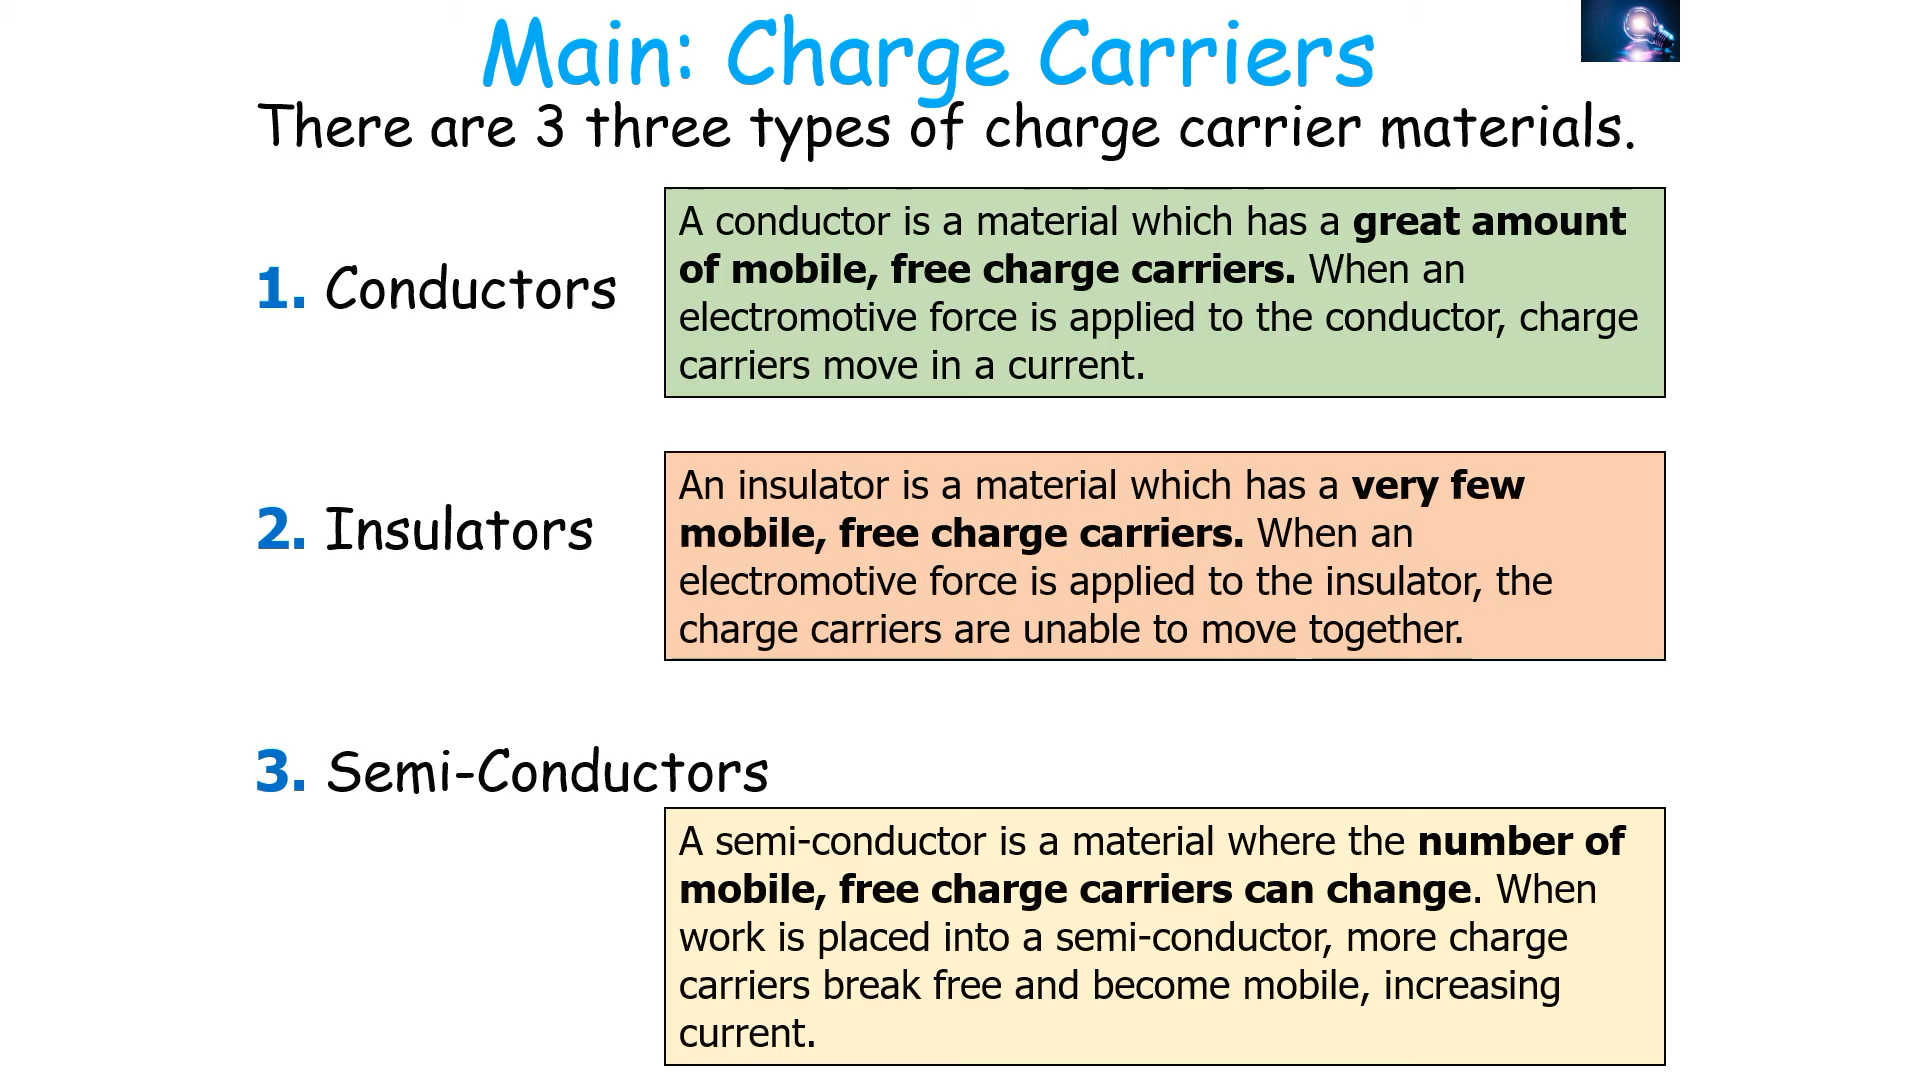 Main: Charge Carriers
There are 3 three types of charge carrier materials.
1. Conductors
A conductor is a material which has a great amount
of mobile, free charge carriers. When an
electromotive force is applied to the conductor, charge
carriers move in a current.
2. Insulators
An insulator is a material which has a very few
mobile, free charge carriers. When an
electromotive force is applied to the insulator, the
charge carriers are unable to move together.
3. Semi-Conductors
A semi-conductor is a material where the number of
mobile, free charge carriers can change. When
work is placed into a semi-conductor, more charge
carriers break free and become mobile, increasing
current.